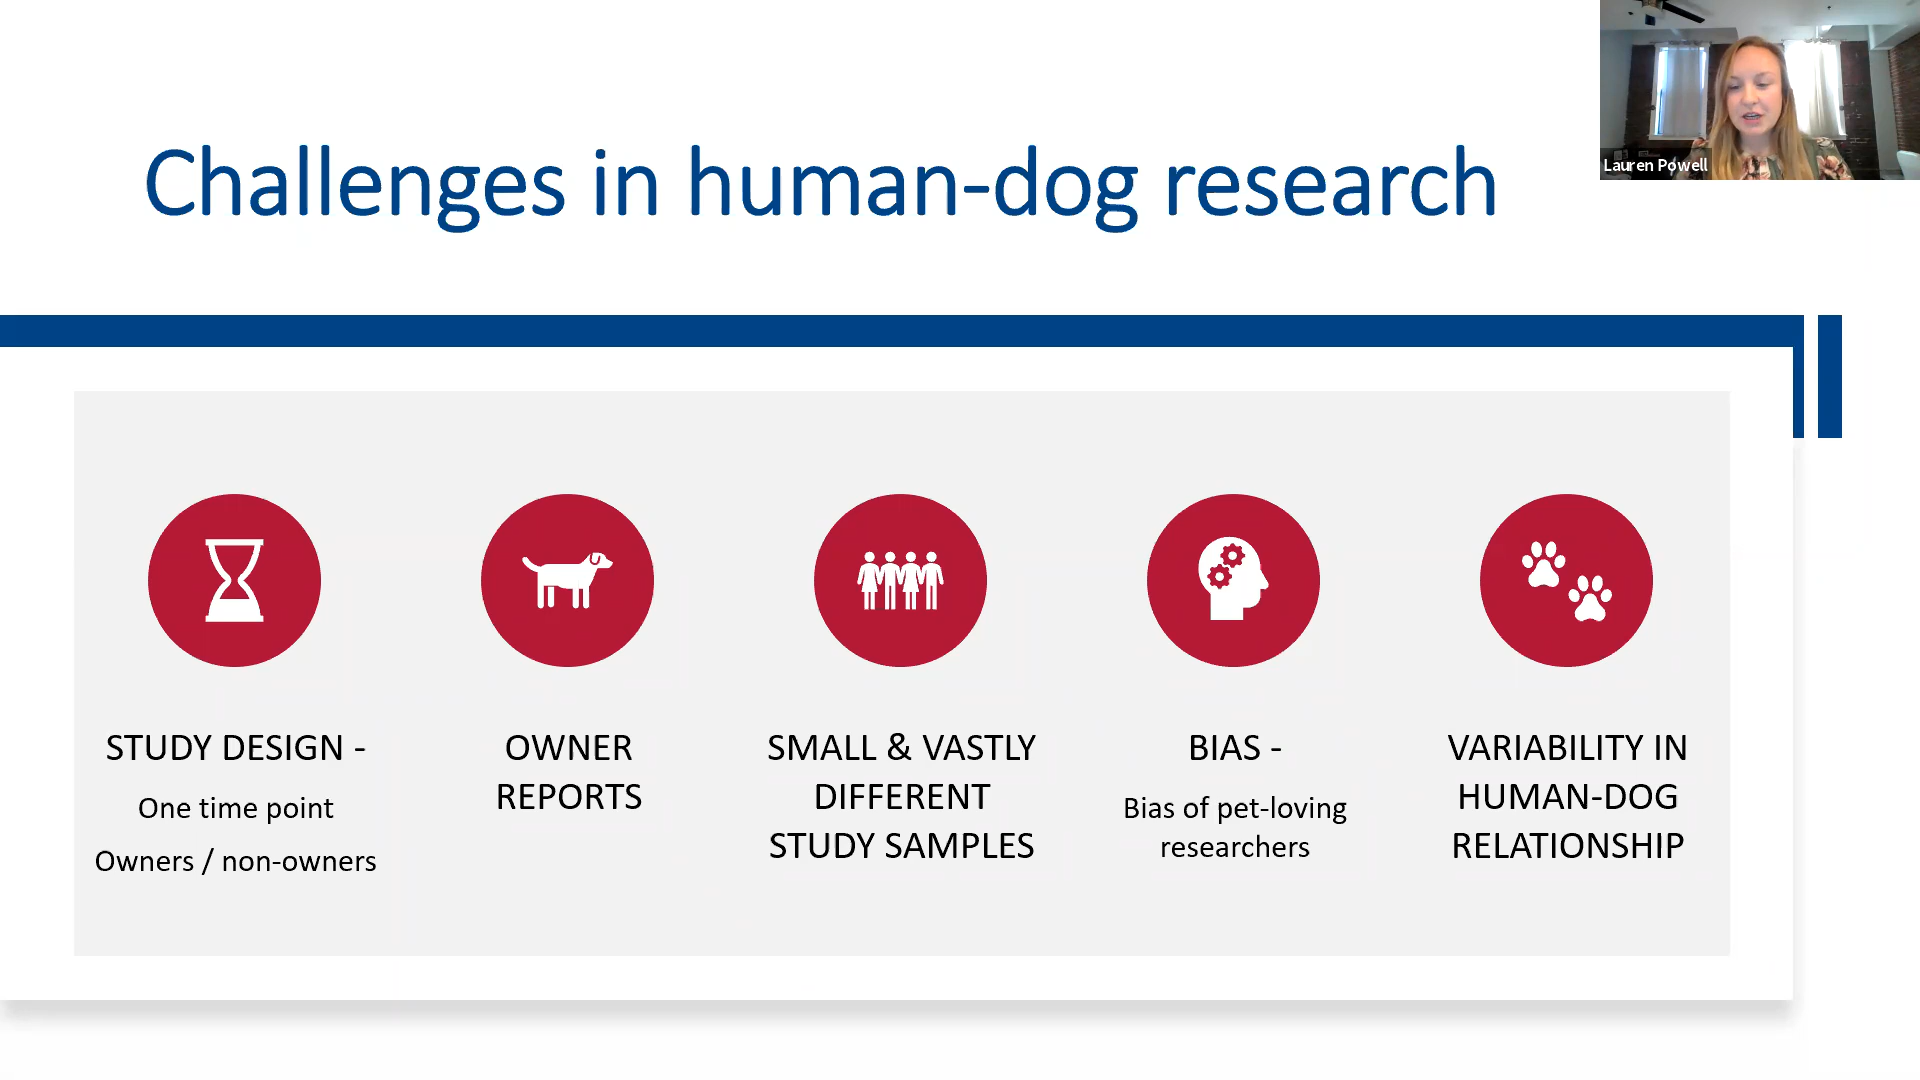 Challenges in human-dog research
Lauren Powell
STUDY DESIGN -
One time point
Owners / non-owners
OWNER
REPORTS
SMALL & VASTLY
DIFFERENT
STUDY SAMPLES
BIAS -
Bias of pet-loving
researchers
VARIABILITY IN
HUMAN-DOG
RELATIONSHIP